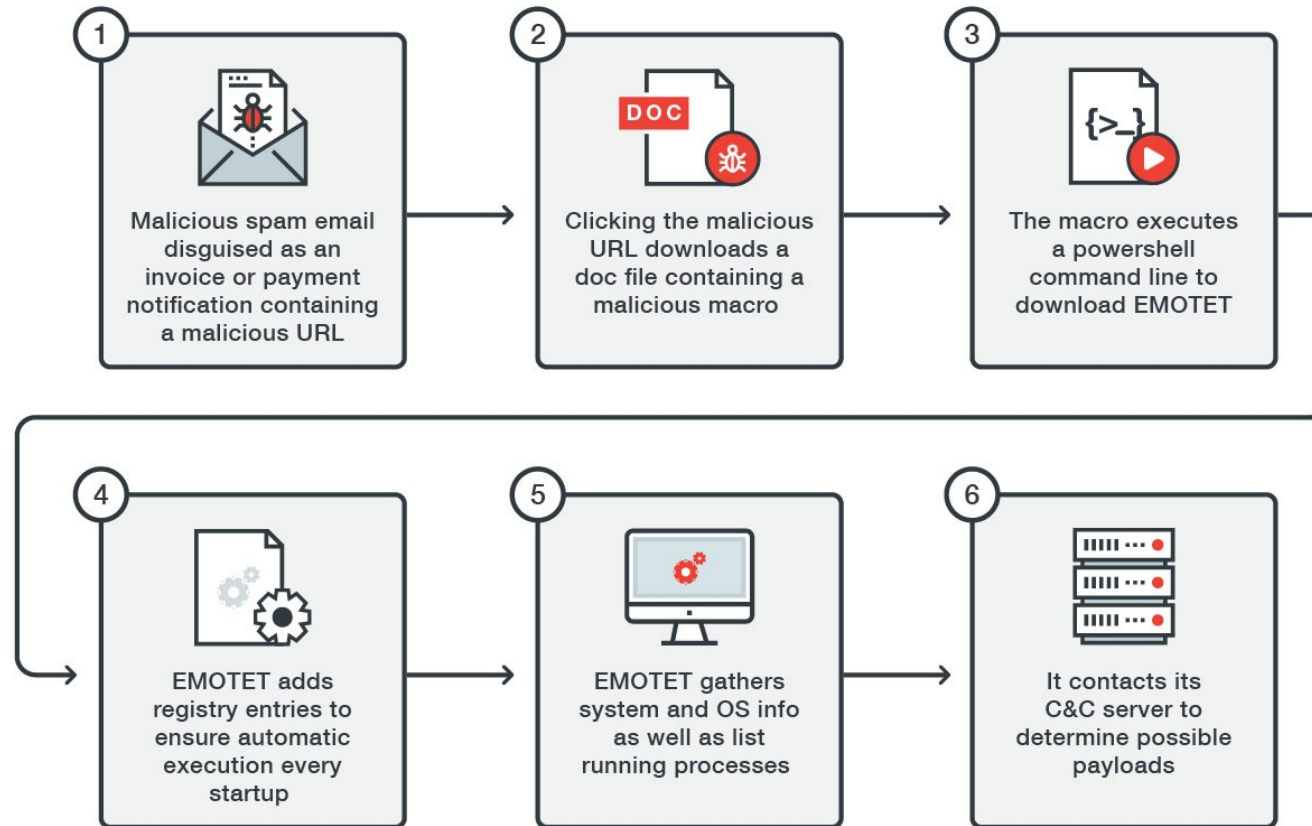 1
Malicious spam email
disguised as an
invoice or payment
notification containing
a malicious URL
2
DOC
Clicking the malicious
URL downloads a
doc file containing a
malicious macro
3
{>_}
The macro executes
a powershell
command line to
download EMOTET
4
EMOTET adds
registry entries to
ensure automatic
execution every
startup
5
EMOTET gathers
system and OS info
as well as list
running processes
6
It contacts its
C&C server to
determine possible
payloads